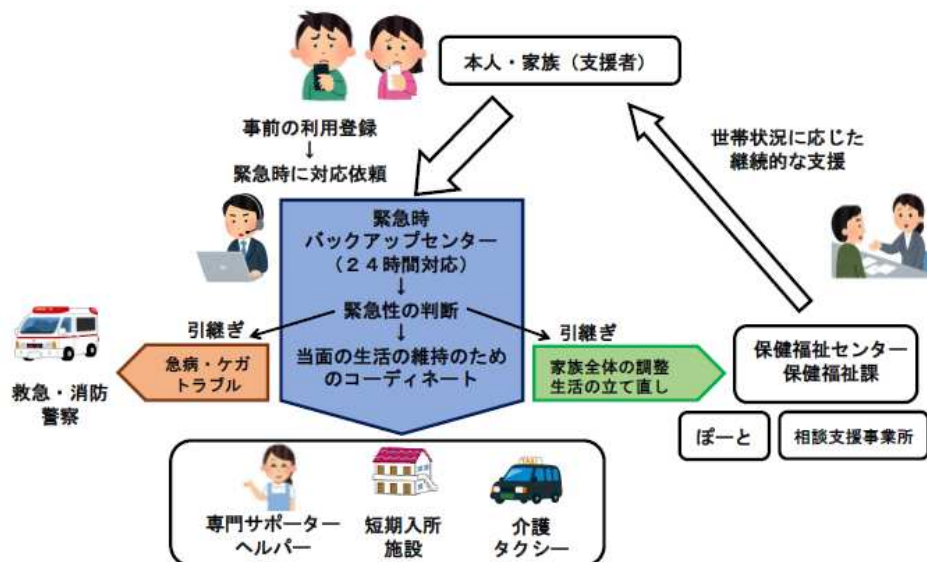 本人・家族（支援者）
事前の利用登録
↓
緊急時に対応依頼
世帯状況に応じた
継続的な支援
緊急時
バックアップセンター
（２４時間対応）
↓
緊急性の判断
↓
当面の生活の維持のため
のコーディネート
引継ぎ
急病・ケガ
トラブル
救急・消防
警察
引継ぎ
家族全体の調整
生活の立て直し
保健福祉センター
保健福祉課
ぽーと
相談支援事業所
専門サポーター
ヘルパー
短期入所
施設
TAXI
介護
タクシー